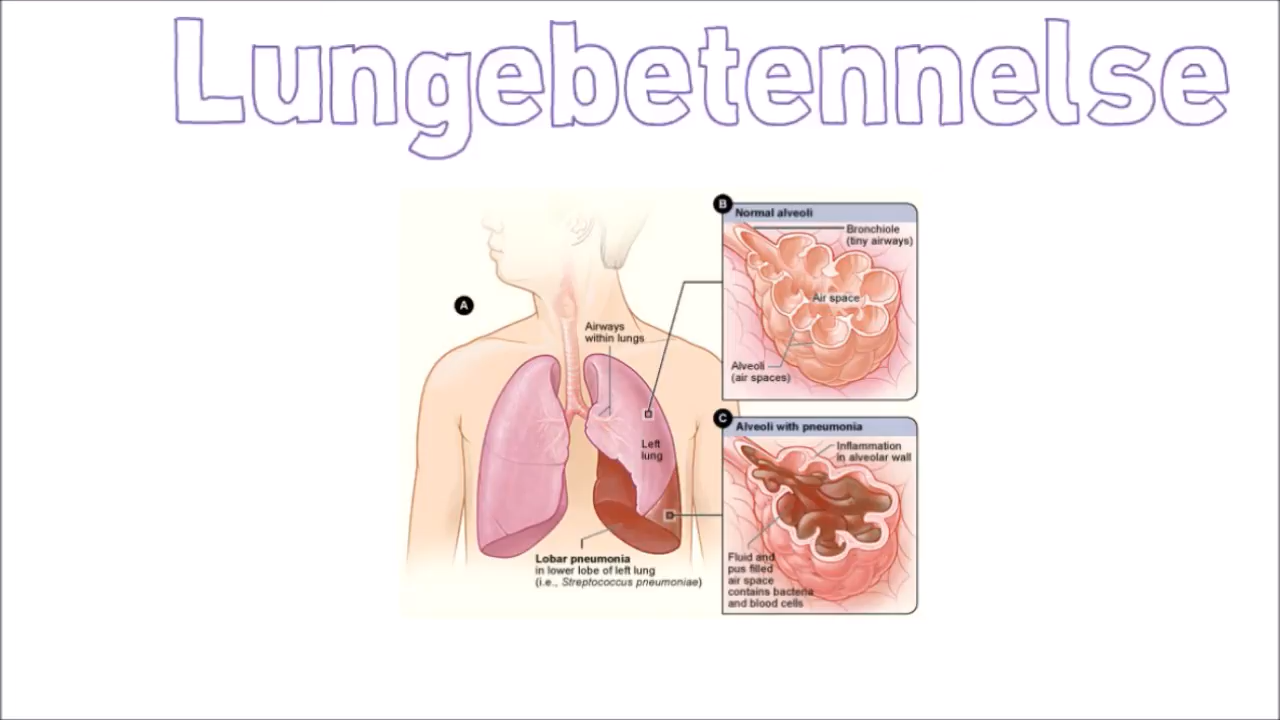 Lungebetennelse
A
Airways
within lungs
Left
lung
Lobar pneumonia
in lower lobe of left lung
(i.e., Streptococcus pneumoniae)
B
Normal alveoli
Bronchiole
(tiny airways)
Air space
Alveoli
(air spaces)
C
Alveoli with pneumonia
Inflammation
in alveolar wall
Fluid and
pus filled
air space
contains bacteria
and blood cells